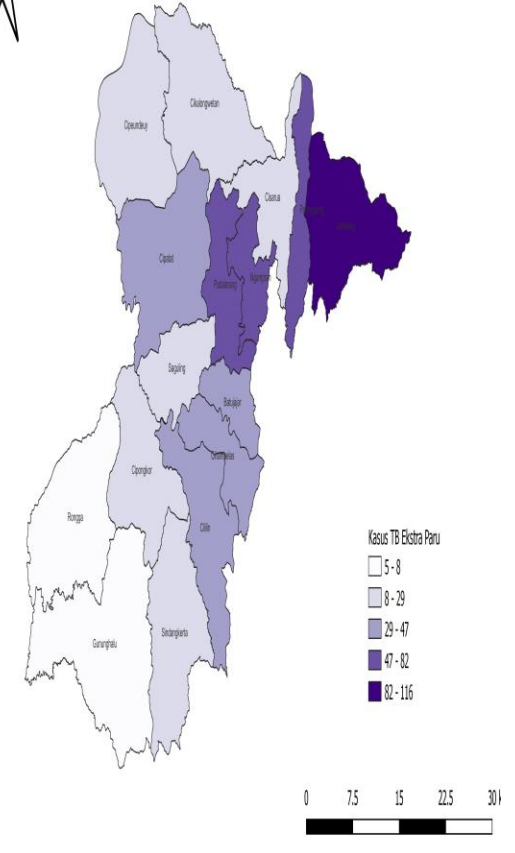 Cikalongwetan
Cipeundeuy
Cisarua
Cipatat
Padalarang
Ngamprah
Saguling
Batujajar
Cipongkor
Cililin
Rongga
Gununghalu
Sindangkerta
Kasus TB Ekstra Paru
5 - 8
8 - 29
29 - 47
47 - 82
82 - 116
0 7.5 15 22.5 30